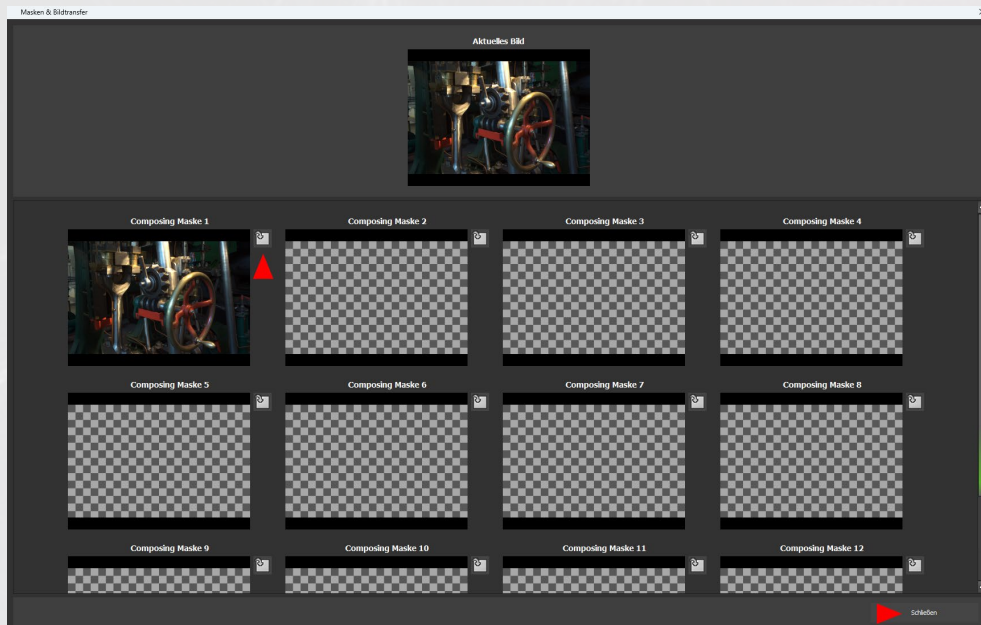 Masken & Bildtransfer
Aktuelles Bild
Composing Maske 1
Composing Maske 2
Composing Maske 3
Composing Maske 4
Composing Maske 5
Composing Maske 6
Composing Maske 7
Composing Maske 8
Composing Maske 9
Composing Maske 10
Composing Maske 11
Composing Maske 12
Schließen